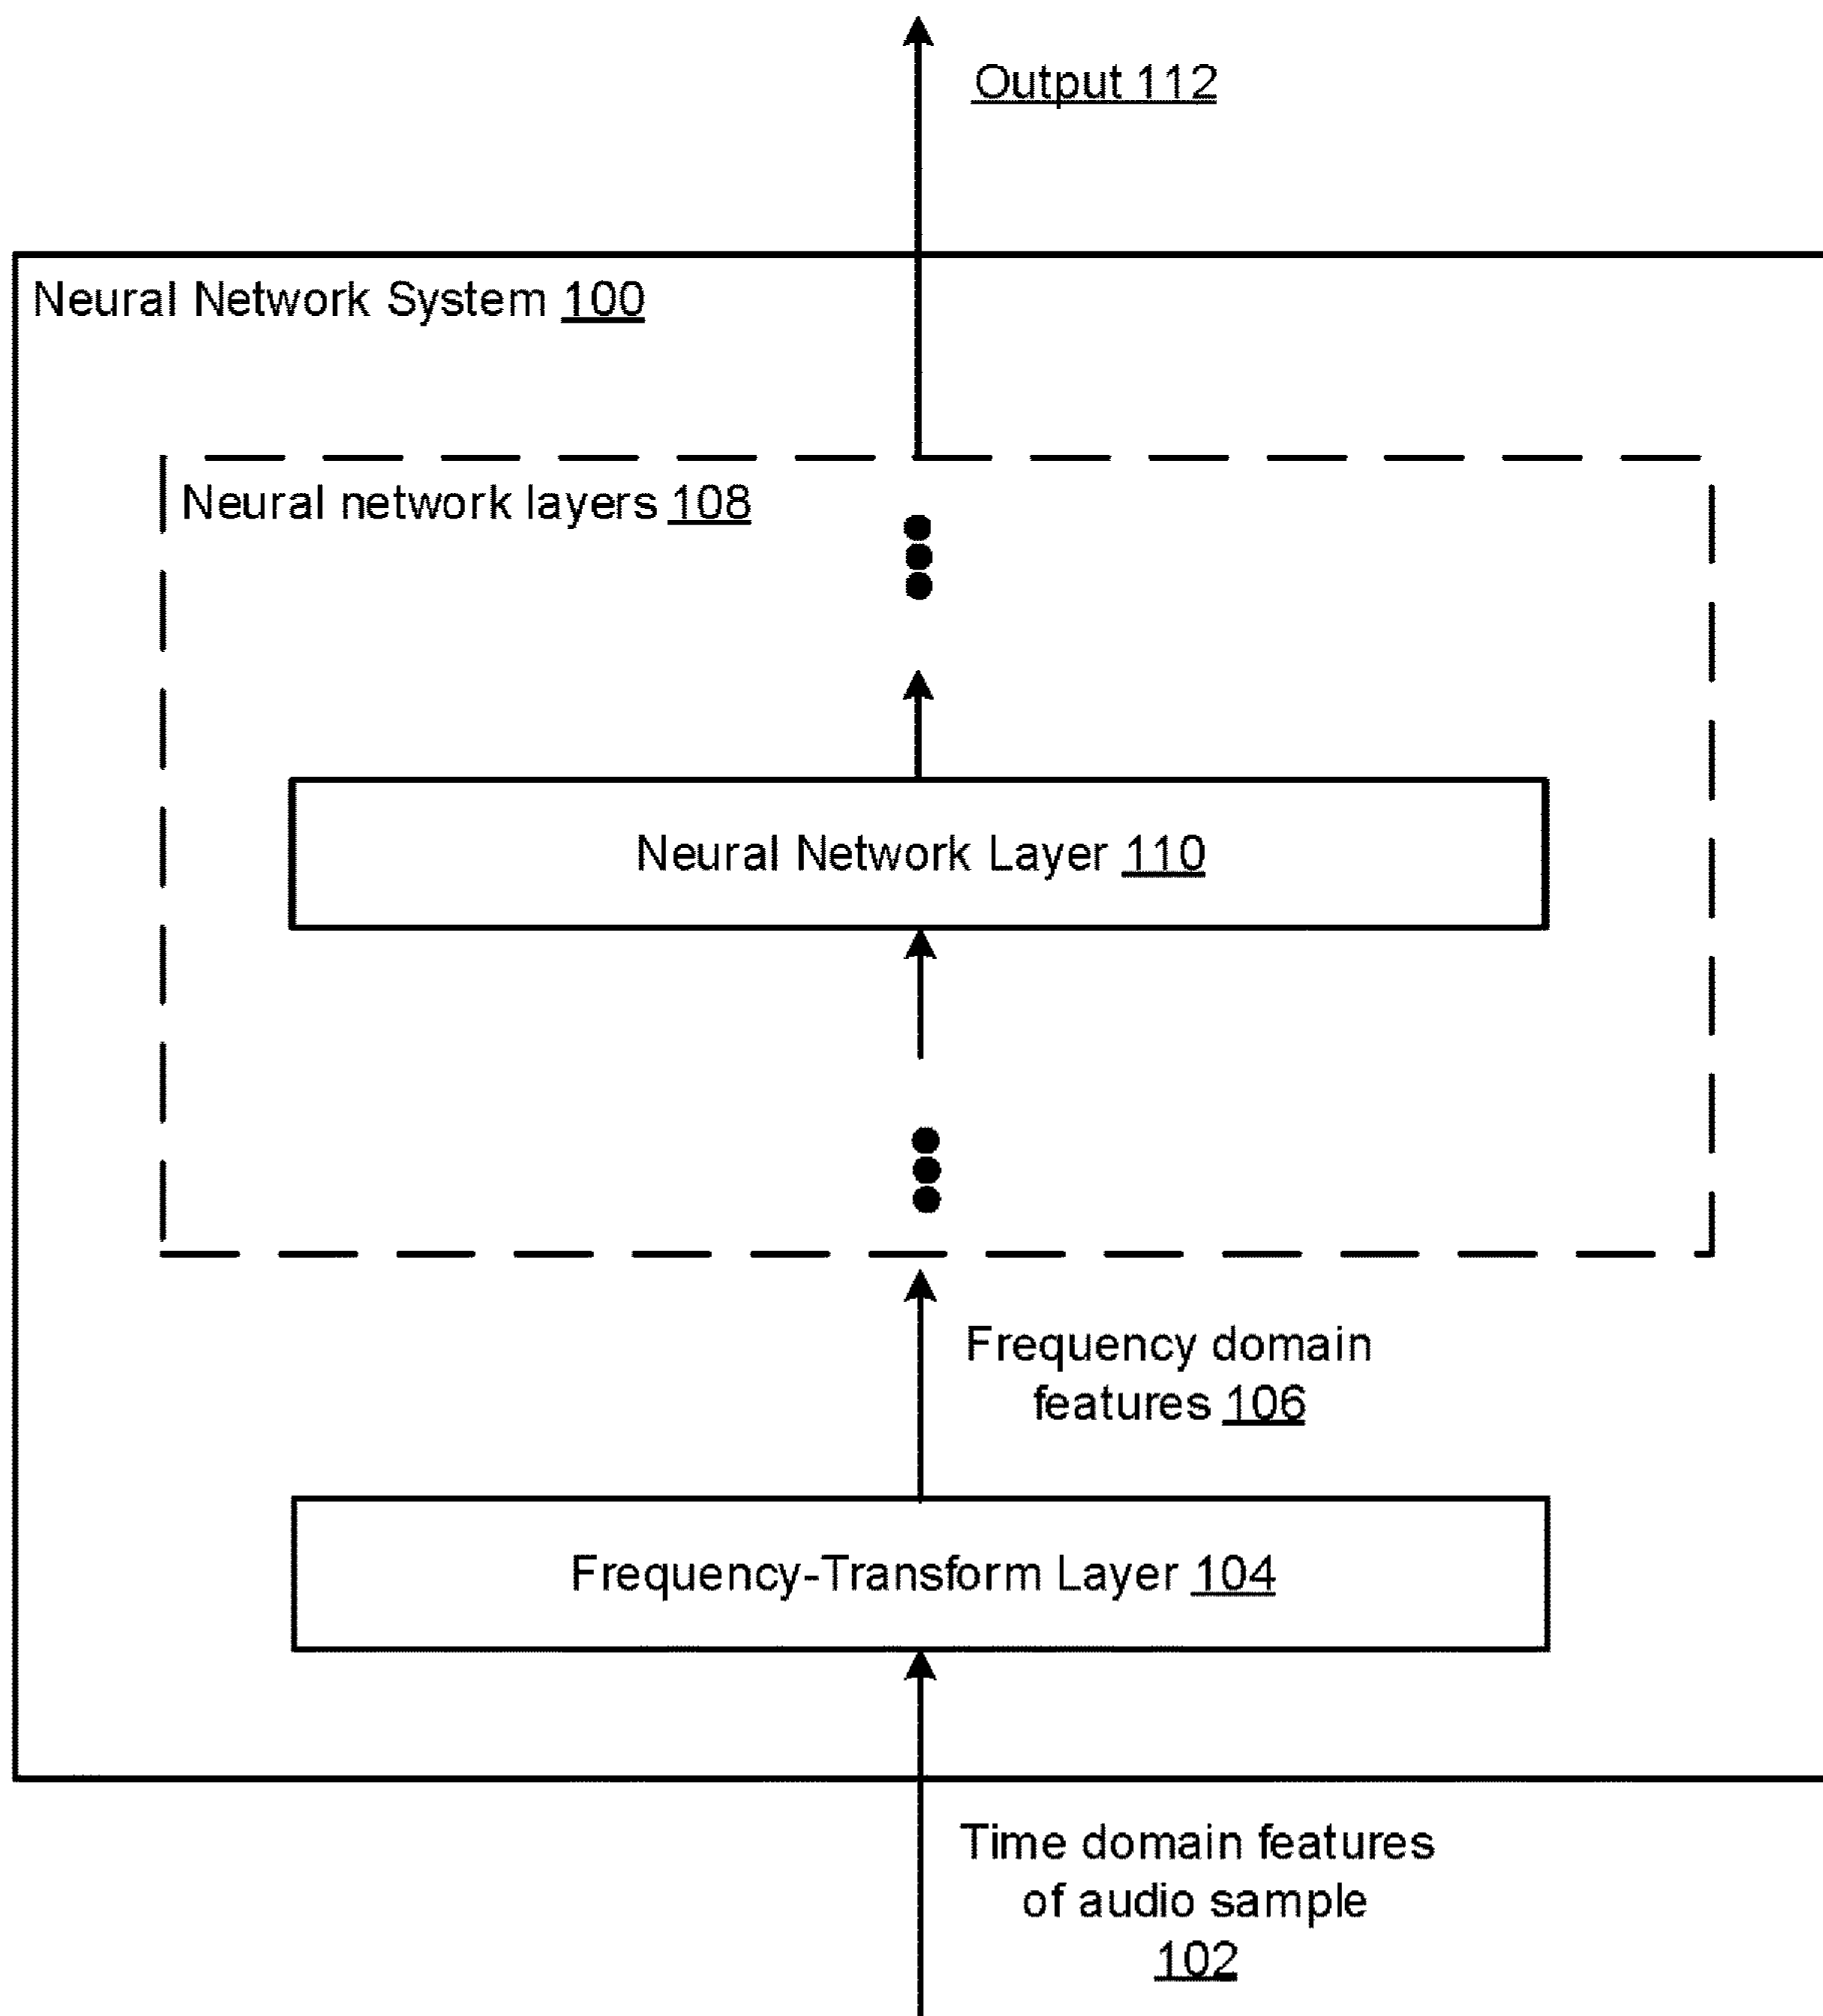 Output 112
Neural Network System 100
Neural network layers 108
Neural Network Layer 110
Frequency domain
features 106
Frequency-Transform Layer 104
Time domain features
of audio sample
102